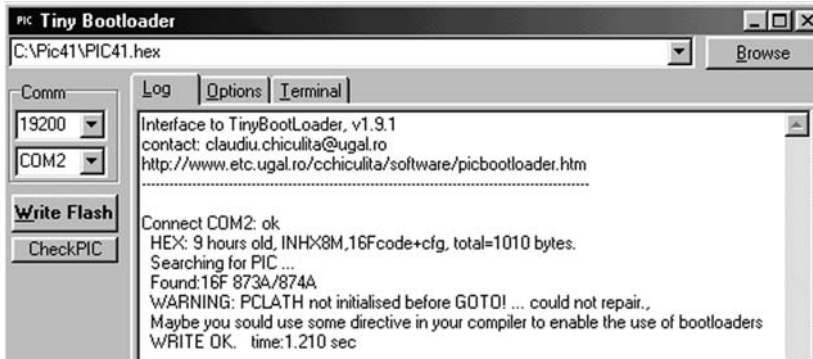 PIC Tiny Bootloader
C:\Pic41\PIC41.hex
Browse
Comm
Log Options Terminal
19200
COM2
Write Flash
CheckPIC
Interface to TinyBootLoader, v1.9.1
contact: claudiu.chiculita@ugal.ro
http://www.etc.ugal.ro/cchiculita/software/picbootloader.htm
Connect COM2: ok
HEX: 9 hours old, INHX8M,16Fcode+cfg, total=1010 bytes.
Searching for PIC ...
Found:16F 873A/874A
WARNING: PCLATH not initialised before GOTO! ... could not repair.,
Maybe you sould use some directive in your compiler to enable the use of bootloaders
WRITE OK. time:1.210 sec